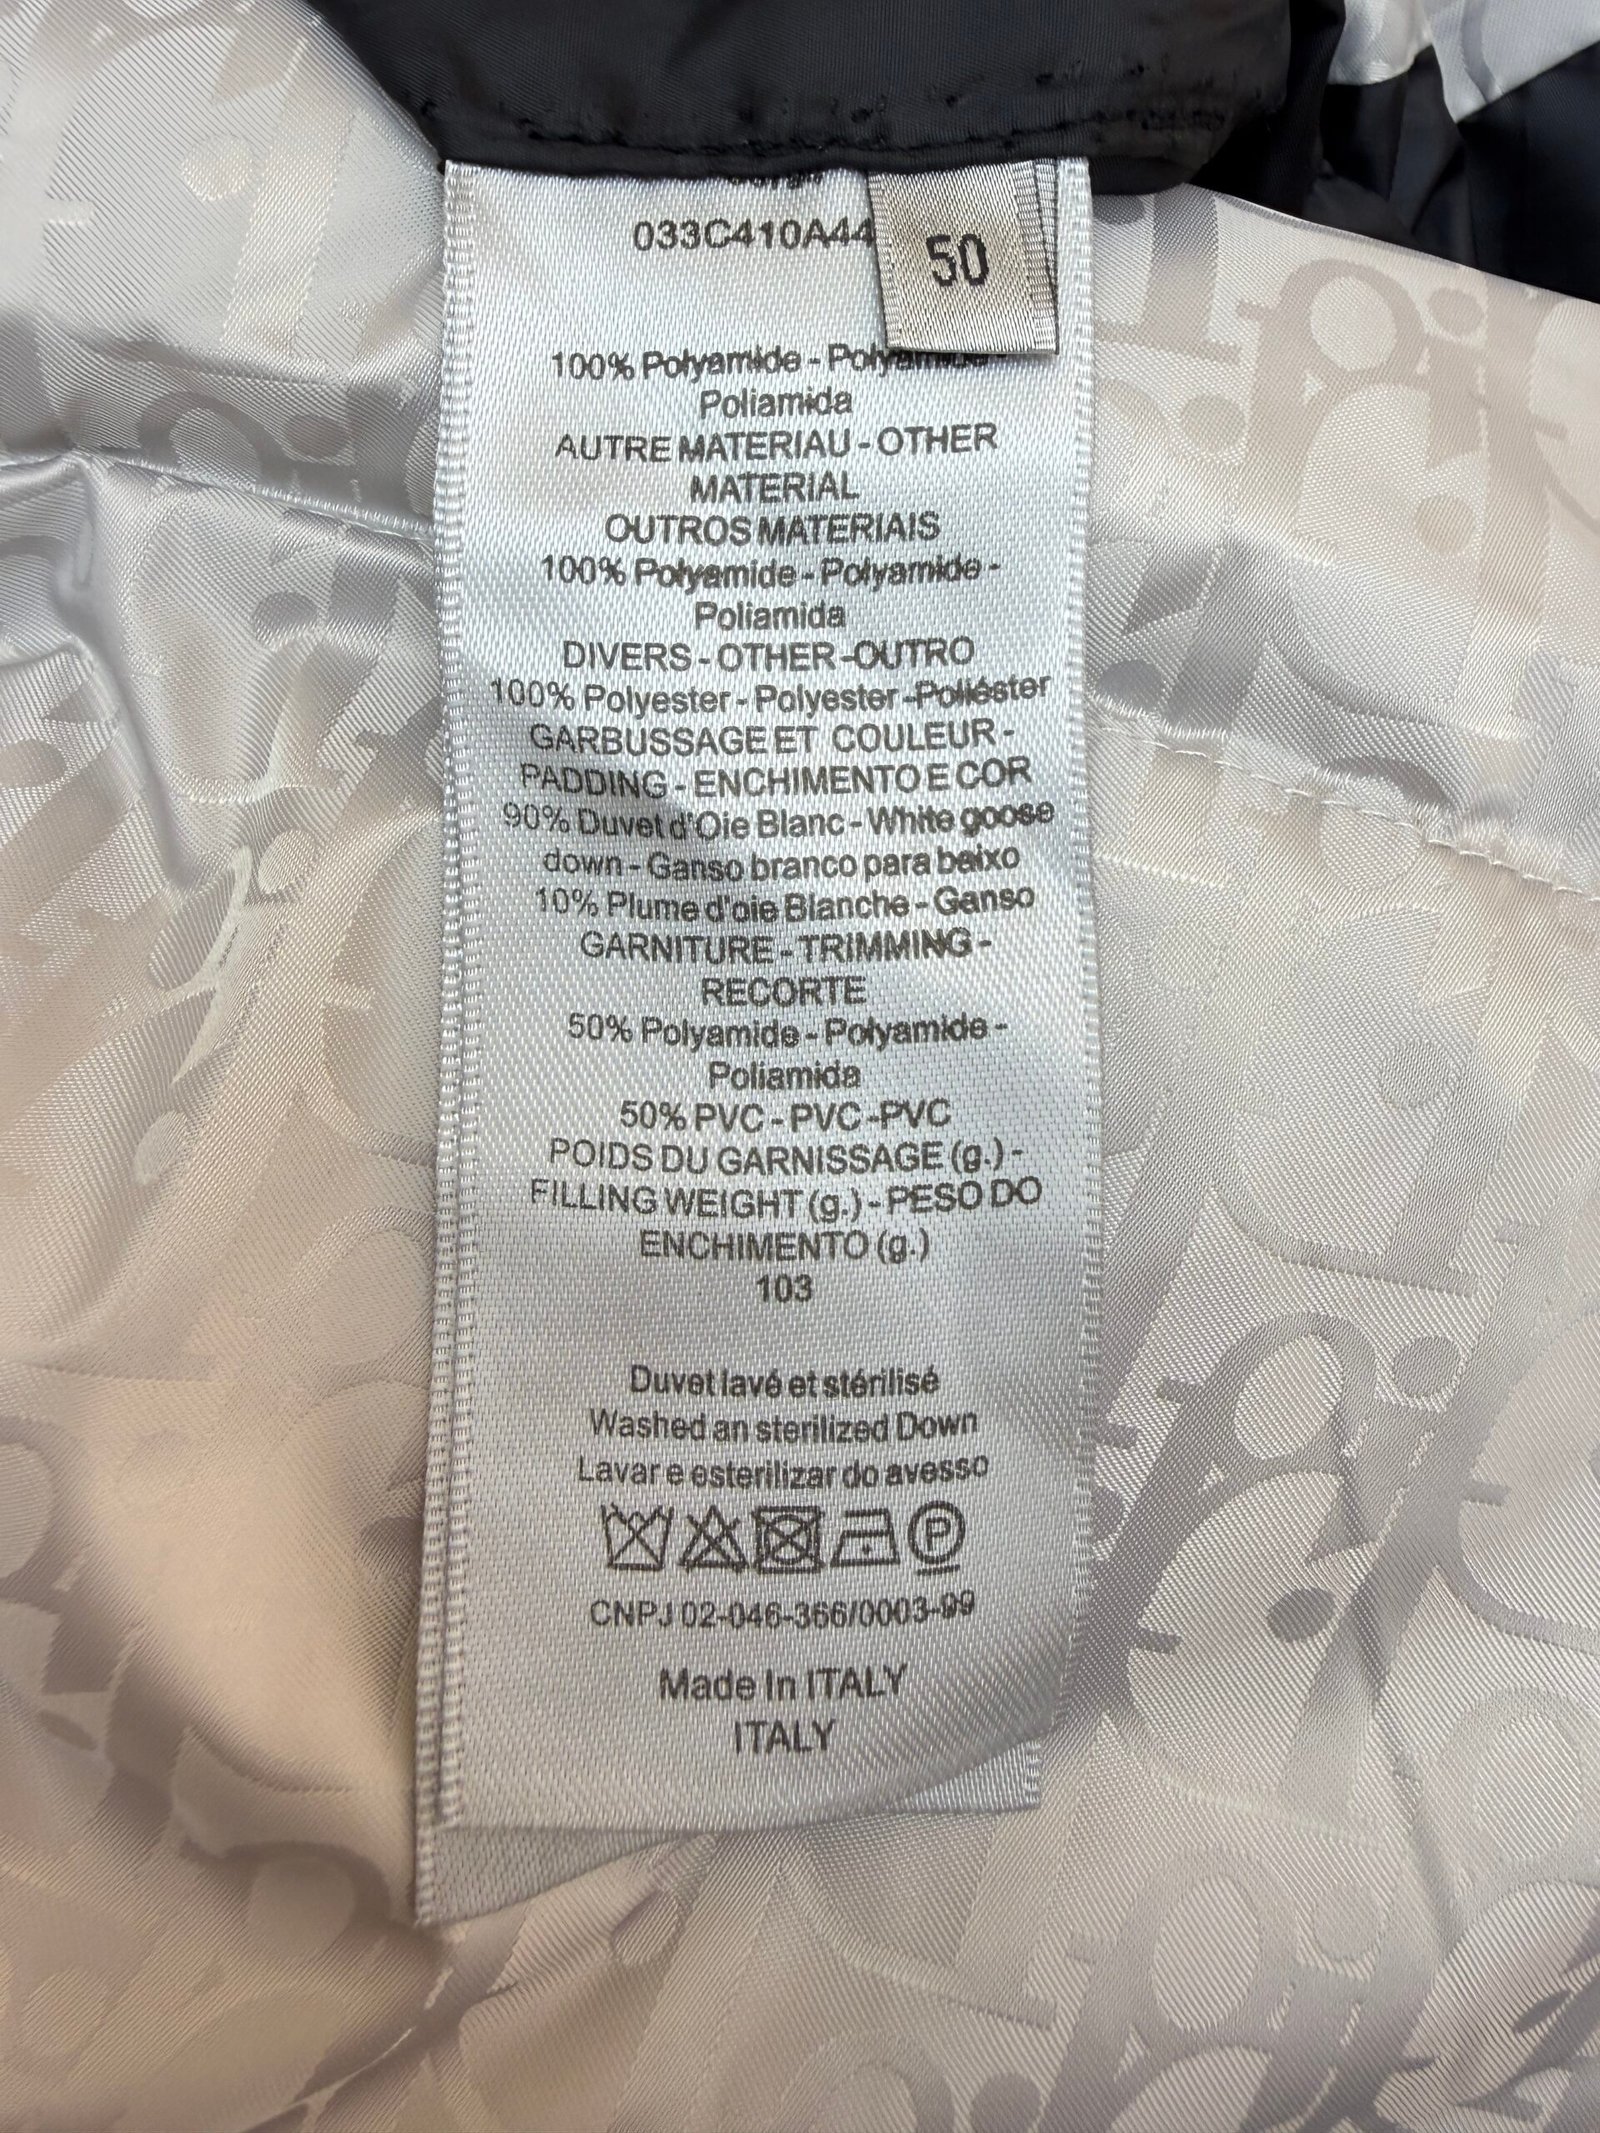 033C410A44
50
100% Polyamide - Polyamide -
Poliamida
AUTRE MATERIAU - OTHER
MATERIAL
OUTROS MATERIAIS
100% Polyamide - Polyamide -
Poliamida
DIVERS - OTHER - OUTRO
100% Polyester - Polyester - Poliéster
GARBUSSAGE ET COULEUR -
PADDING - ENCHIMENTO E COR
90% Duvet d'Oie Blanc - White goose
down - Ganso branco para baixo
10% Plume d'oie Blanche - Ganso
GARNITURE - TRIMMING -
RECORTE
50% Polyamide - Polyamide -
Poliamida
50% PVC - PVC - PVC
POIDS DU GARNISSAGE (g.) -
FILLING WEIGHT (g.) - PESO DO
ENCHIMENTO (g.)
103
Duvet lavé et stérilisé
Washed an sterilized Down
Lavar e esterilizar do avesso
P
CNPJ 02-046-366/0003-99
Made In ITALY
ITALY